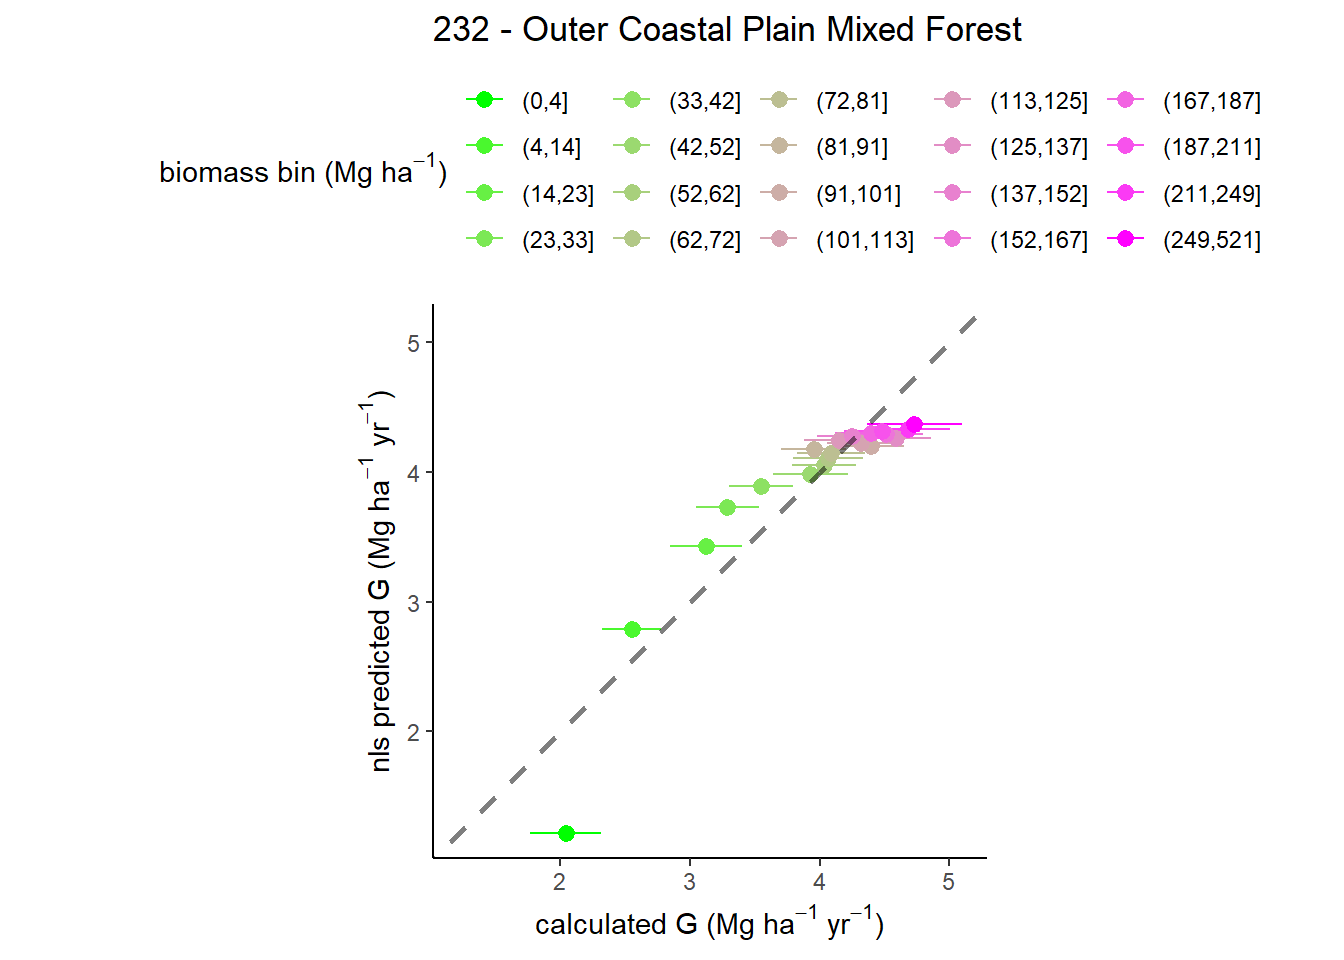 232 - Outer Coastal Plain Mixed Forest
biomass bin (Mg ha⁻¹)
(0,4] (33,42] (72,81] (113,125] (167,187]
(4,14] (42,52] (81,91] (125,137] (187,211]
(14,23] (52,62] (91,101] (137,152] (211,249]
(23,33] (62,72] (101,113] (152,167] (249,521]
nls predicted G (Mg ha⁻¹ yr⁻¹)
5
4
3
2
2 3 4 5
calculated G (Mg ha⁻¹ yr⁻¹)